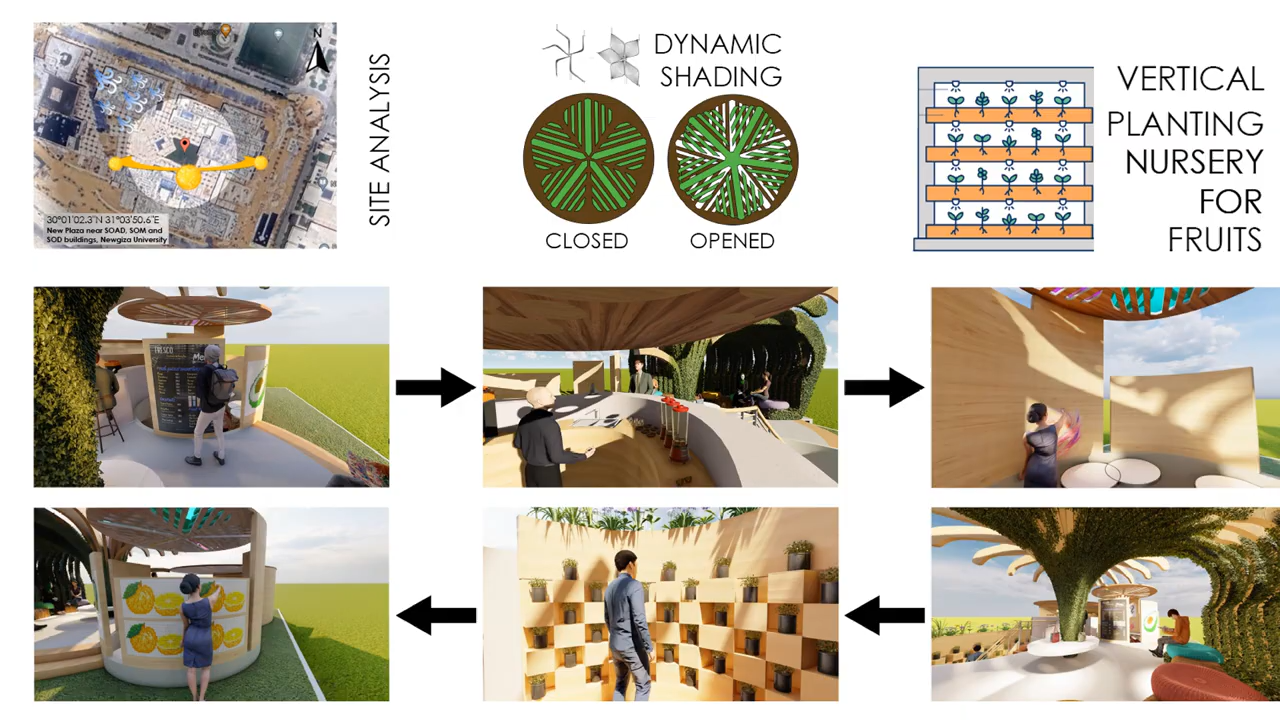 N
SITE ANALYSIS
30°01'02.3"N 31°03'50.6"E
New Plaza near SOAD, SOM and
SOD buildings, Newgiza University
DYNAMIC
SHADING
CLOSED
OPENED
VERTICAL
PLANTING
NURSERY
FOR
FRUITS
FRESCO